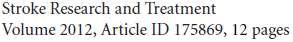 Stroke Research and Treatment
Volume 2012, Article ID 175869, 12 pages